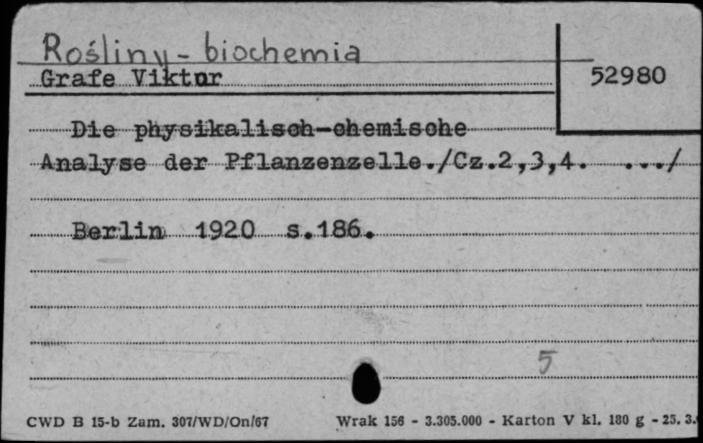 Rośliny - biochemia
Grafe Viktor
52980
Die physikalisch-chemische
Analyse der Pflanzenzelle./Cz.2,3,4. .../
Berlin 1920 s.186.
5
CWD B 15-b Zam. 307/WD/On/67 Wrak 156 - 3.305.000 - Karton V kl. 180 g - 25. 3.